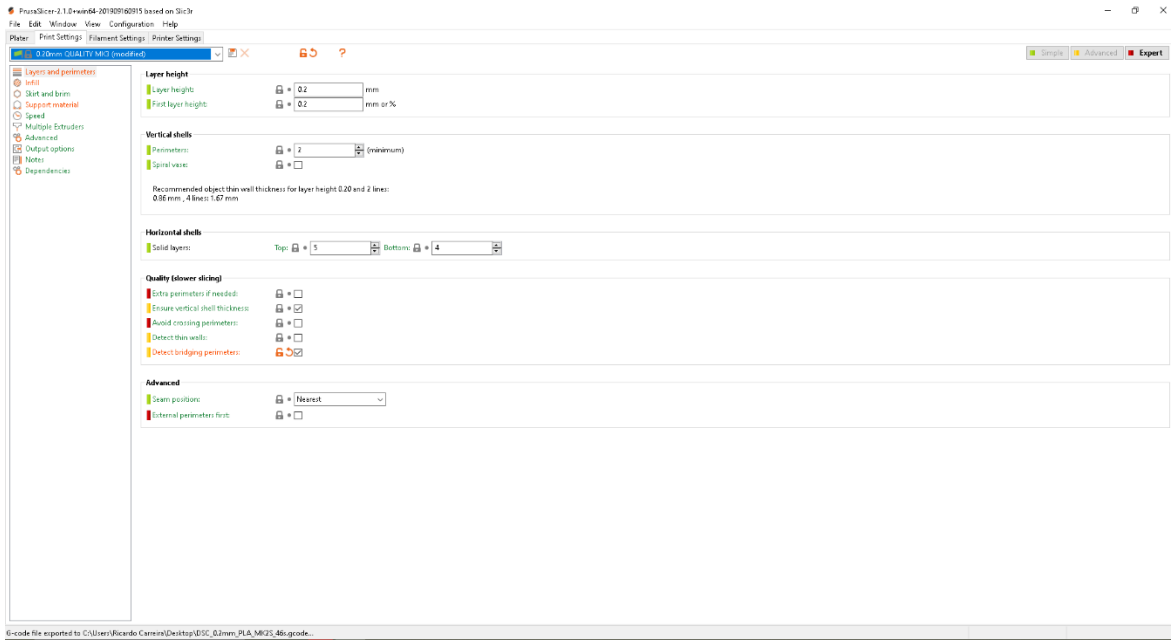 PrusaSlicer-2.1.0+win64-201909160915 based on Slic3r
File Edit Window View Configuration Help
Plater Print Settings Filament Settings Printer Settings
0.20mm QUALITY MK3 (modified) ? Simple Advanced Expert
Layers and perimeters
Infill
Skirt and brim
Support material
Speed
Multiple Extruders
Advanced
Output options
Notes
Dependencies
Layer height
Layer height: 0.2 mm
First layer height: 0.2 mm or %
Vertical shells
Perimeters: 2 (minimum)
Spiral vase:
Recommended object thin wall thickness for layer height 0.20 and 2 lines:
0.86 mm , 4 lines: 1.67 mm
Horizontal shells
Solid layers: Top: 5 Bottom: 4
Quality (slower slicing)
Extra perimeters if needed:
Ensure vertical shell thickness:
Avoid crossing perimeters:
Detect thin walls:
Detect bridging perimeters:
Advanced
Seam position: Nearest
External perimeters first:
G-code file exported to C:\Users\Ricardo Carreira\Desktop\DSC_0.2mm_PLA_MK2S_46s.gcode...